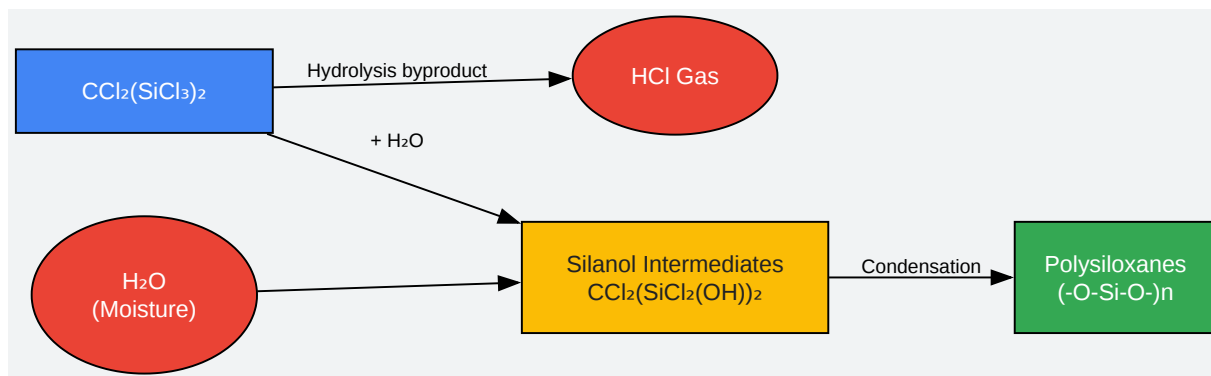 CCl₂(SiCl₃)₂
Hydrolysis byproduct
HCl Gas
+ H₂O
H₂O
(Moisture)
Silanol Intermediates
CCl₂(SiCl₂(OH))₂
Condensation
Polysiloxanes
(-O-Si-O-)n